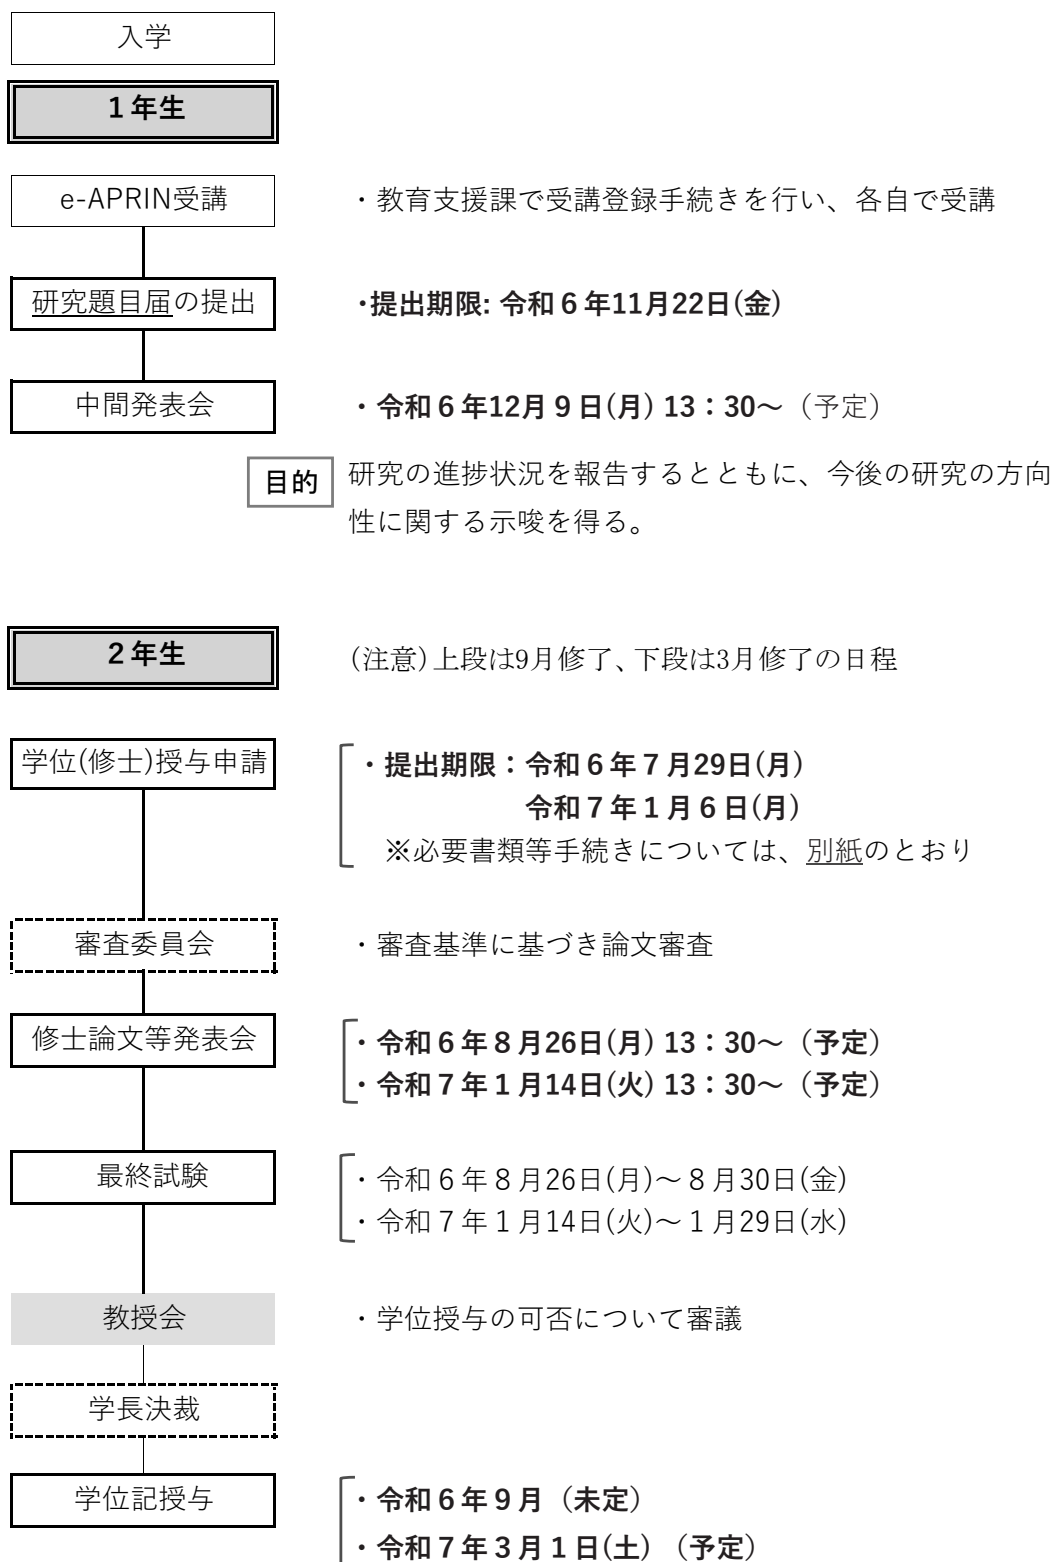 入学
１年生
e-APRIN受講
・教育支援課で受講登録手続きを行い、各自で受講
研究題目届の提出
・提出期限: 令和６年11月22日(金)
中間発表会
・令和６年12月９日(月) 13：30～（予定）
目的
研究の進捗状況を報告するとともに、今後の研究の方向
性に関する示唆を得る。
２年生
（注意）上段は9月修了、下段は3月修了の日程
学位(修士)授与申請
・提出期限：令和６年７月29日(月)
令和７年１月６日(月)
※必要書類等手続きについては、別紙のとおり
審査委員会
・審査基準に基づき論文審査
修士論文等発表会
・令和６年８月26日(月) 13：30～（予定）
・令和７年１月14日(火) 13：30～（予定）
最終試験
・令和６年８月26日(月)～８月30日(金)
・令和７年１月14日(火)～１月29日(水)
教授会
・学位授与の可否について審議
学長決裁
学位記授与
・令和６年９月（未定）
・令和７年３月１日(土)（予定）